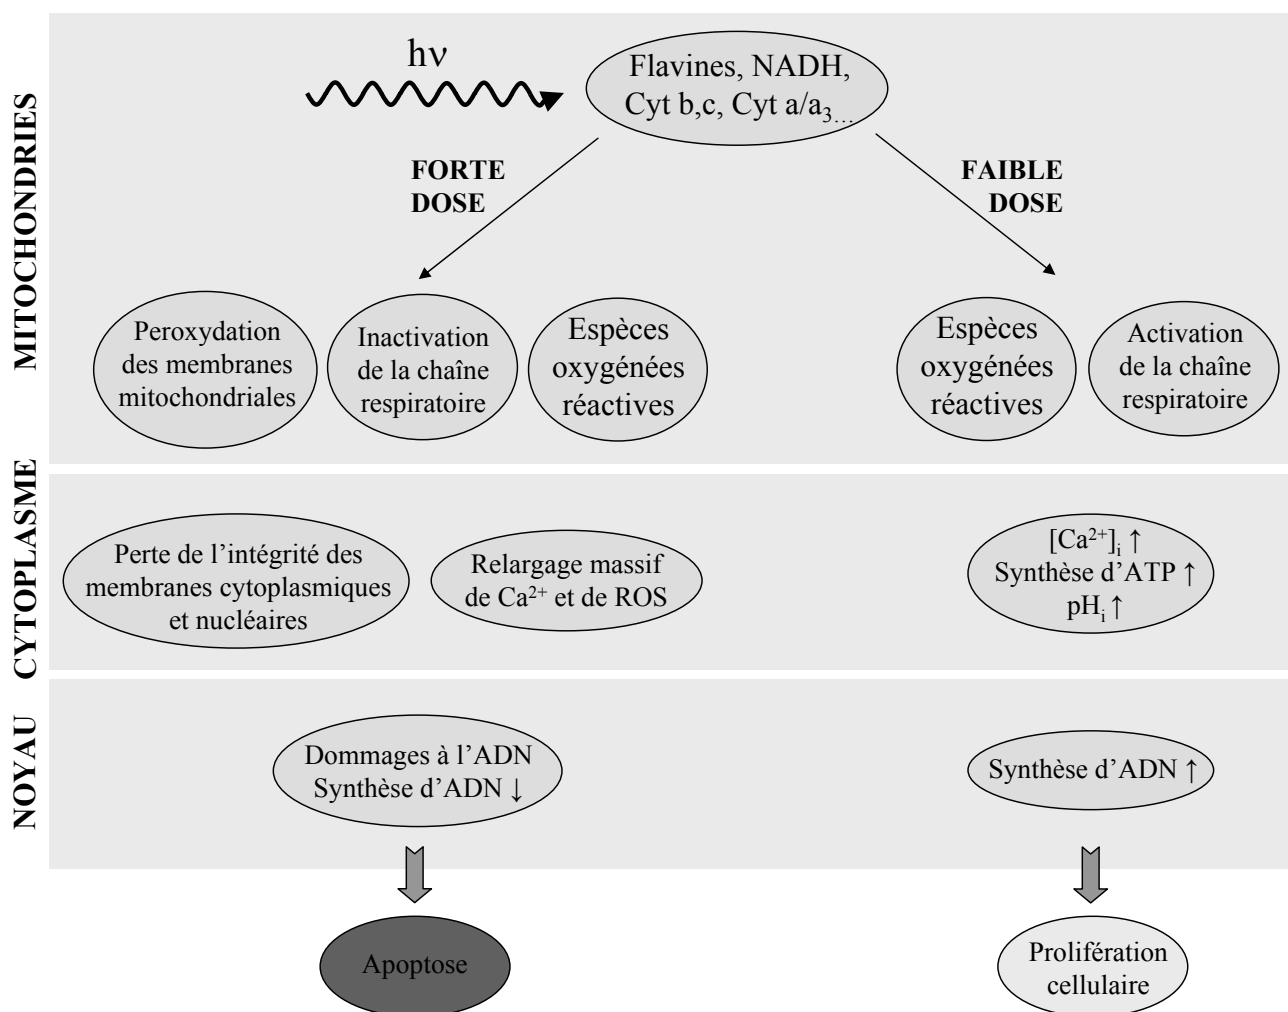 MITOCHONDRIES
hν
Flavines, NADH,
Cyt b,c, Cyt a/a3…
FORTE
DOSE
FAIBLE
DOSE
Peroxydation
des membranes
mitochondriales
Inactivation
de la chaîne
respiratoire
Espèces
oxygénées
réactives
Espèces
oxygénées
réactives
Activation
de la chaîne
respiratoire
CYTOPLASME
Perte de l’intégrité des
membranes cytoplasmiques
et nucléaires
Relargage massif
de Ca²⁺ et de ROS
[Ca²⁺]i ↑
Synthèse d’ATP ↑
pHi ↑
NOYAU
Dommages à l’ADN
Synthèse d’ADN ↓
Synthèse d’ADN ↑
Apoptose
Prolifération
cellulaire